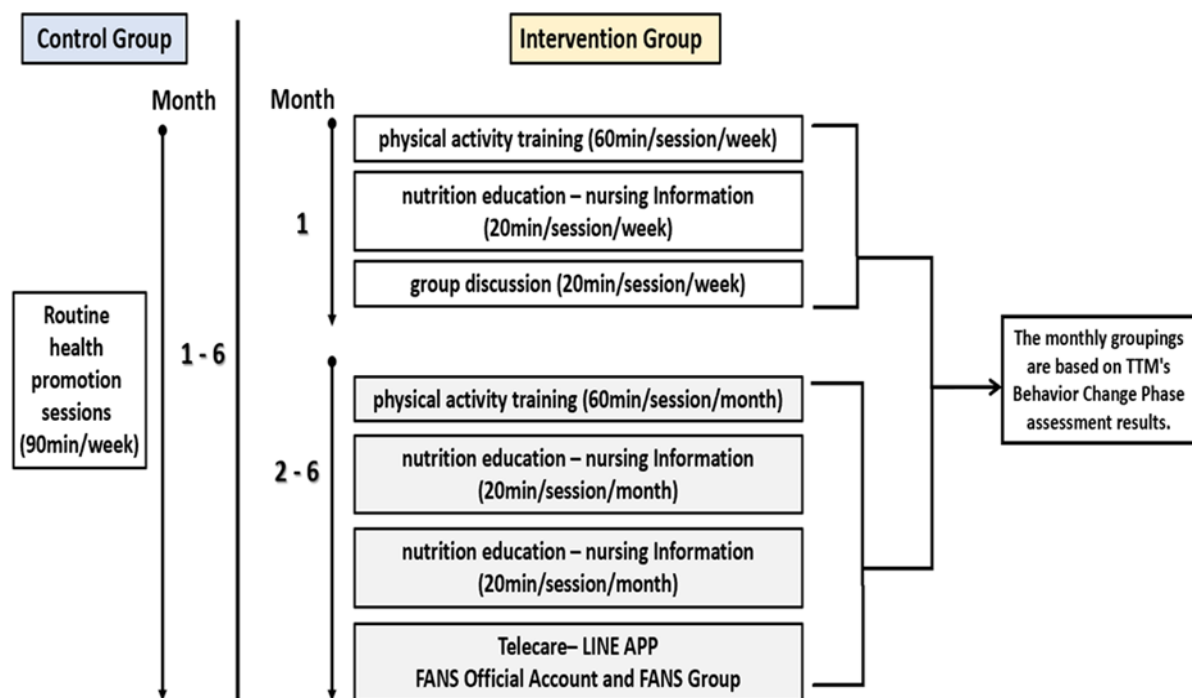 Control Group
Month
Routine
health
promotion
sessions
(90min/week)
1 - 6
Intervention Group
Month
1
physical activity training (60min/session/week)
nutrition education – nursing Information
(20min/session/week)
group discussion (20min/session/week)
2 - 6
physical activity training (60min/session/month)
nutrition education – nursing Information
(20min/session/month)
nutrition education – nursing Information
(20min/session/month)
Telecare– LINE APP
FANS Official Account and FANS Group
The monthly groupings
are based on TTM's
Behavior Change Phase
assessment results.